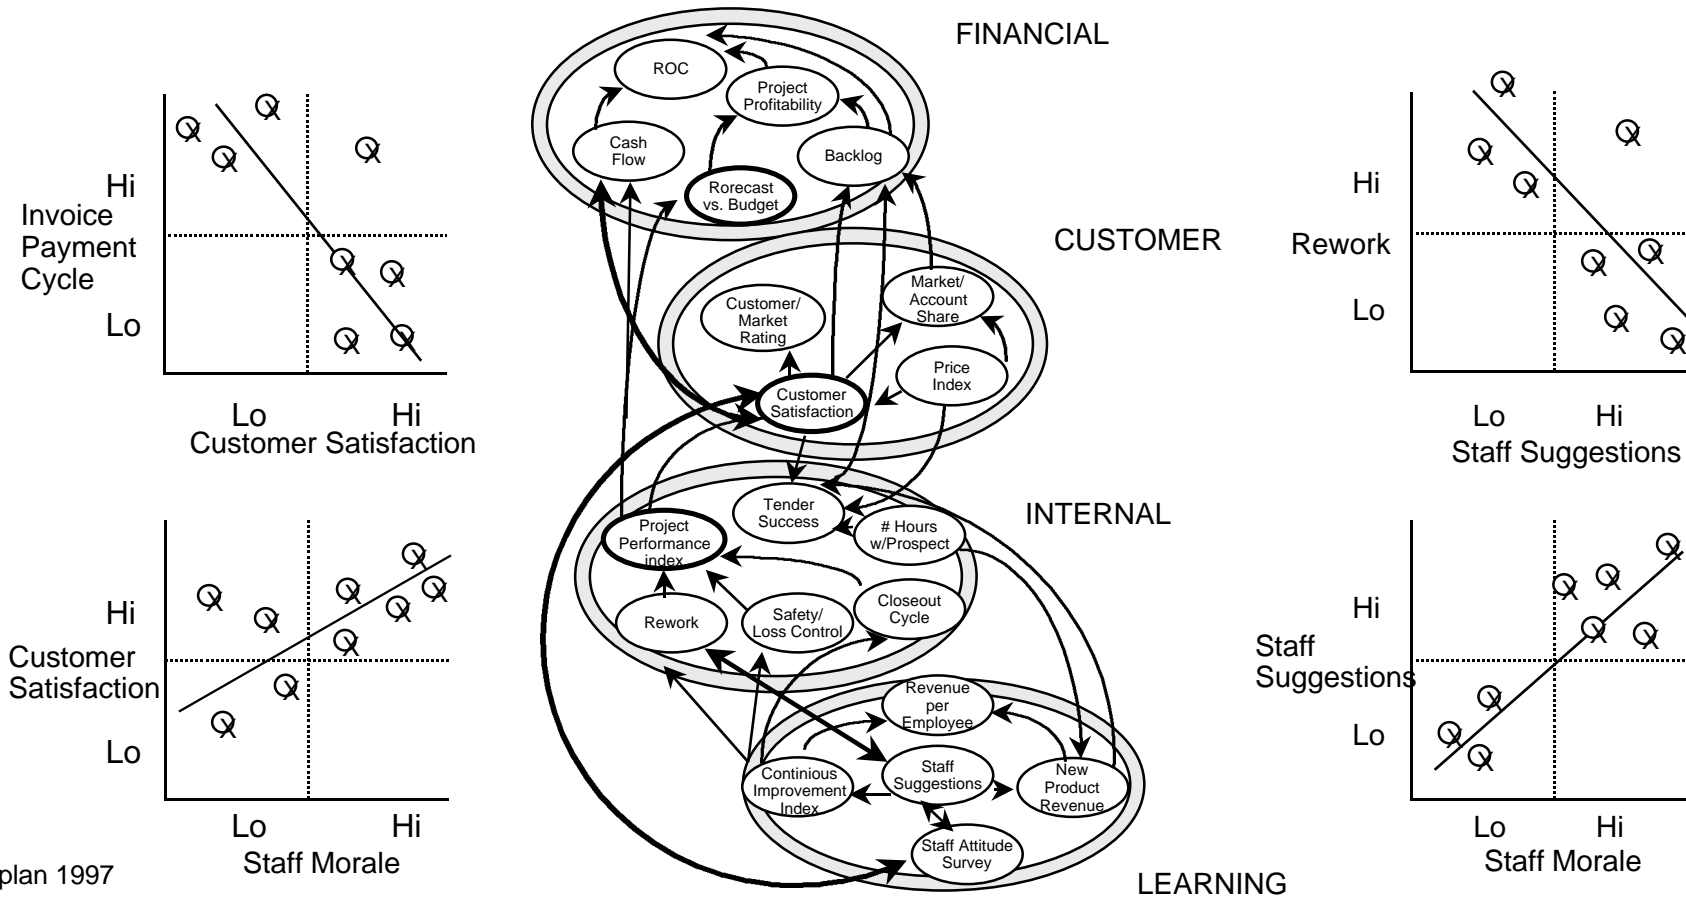 FINANCIAL
ROC
Project
Profitability
Cash
Flow
Backlog
Rorecast
vs. Budget
CUSTOMER
Customer/
Market
Rating
Market/
Account
Share
Price
Index
Customer
Satisfaction
INTERNAL
Tender
Success
Project
Performance
index
# Hours
w/Prospect
Rework
Safety/
Loss Control
Closeout
Cycle
Revenue
per
Employee
Continious
Improvement
Index
Staff
Suggestions
New
Product
Revenue
Staff Attitude
Survey
LEARNING
Hi
Invoice
Payment
Cycle
Lo
Lo
Hi
Customer Satisfaction
X
X
X
X
X
X
X
X
Hi
Customer
Satisfaction
Lo
Lo
Hi
Staff Morale
X
X
X
X
X
X
X
X
X
Hi
Rework
Lo
Lo
Hi
Staff Suggestions
X
X
X
X
X
X
X
X
Hi
Staff
Suggestions
Lo
Lo
Hi
Staff Morale
X
X
X
X
X
X
X
X
plan 1997